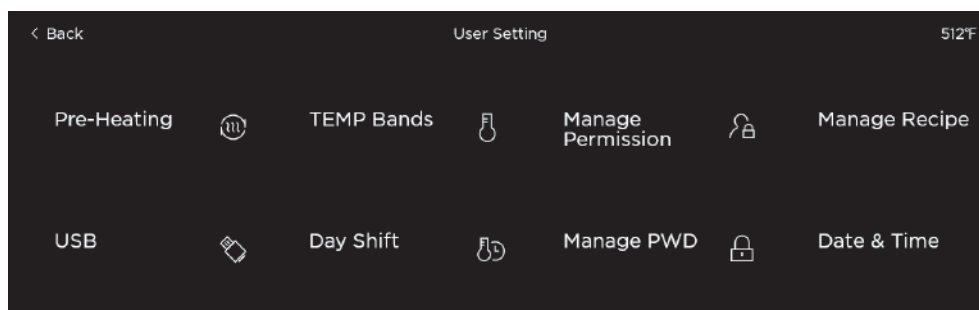 < Back
User Setting
512°F
Pre-Heating
TEMP Bands
Manage
Permission
Manage Recipe
USB
Day Shift
Manage PWD
Date & Time